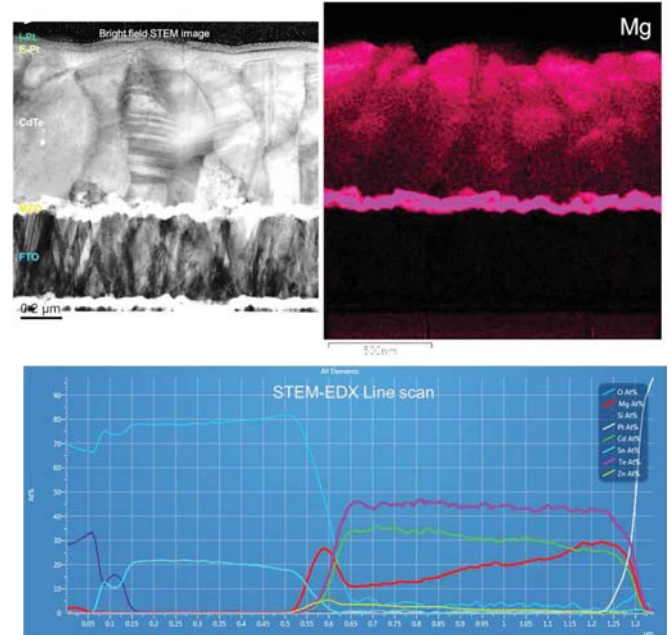 Bright field STEM image
i-Pt
E-Pt
CdTe
MZO
FTO
0.2 µm
Mg
500nm
All Elements
STEM-EDX Line scan
At%
90
80
70
60
50
40
30
20
10
0
O At%
Mg At%
Si At%
Pt At%
Cd At%
Sn At%
Te At%
Zn At%
0.05 0.1 0.15 0.2 0.25 0.3 0.35 0.4 0.45 0.5 0.55 0.6 0.65 0.7 0.75 0.8 0.85 0.9 0.95 1 1.05 1.1 1.15 1.2 1.25 1.3